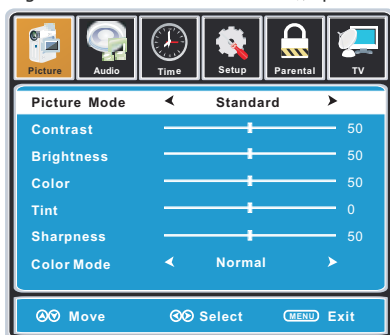 Picture Audio Time Setup Parental TV
Picture Mode Standard
Contrast 50
Brightness 50
Color 50
Tint 0
Sharpness 50
Color Mode Normal
Move Select MENU Exit